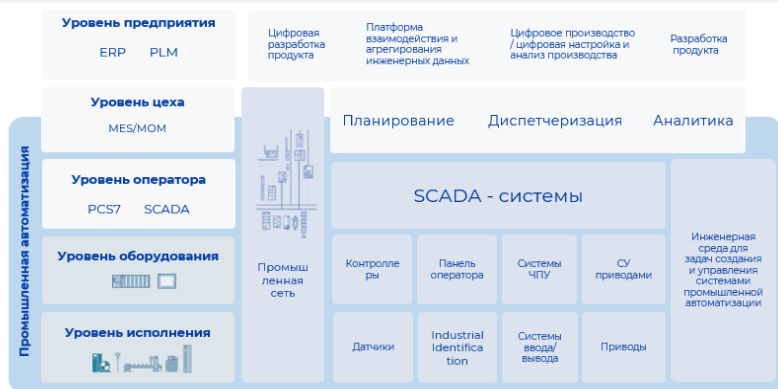 Уровень предприятия
ERP PLM
Цифровая
разработка
продукта
Платформа
взаимодействия и
агрегирования
инженерных данных
Цифровое производство
/ цифровая настройка и
анализ производства
Разработка
продукта
Уровень цеха
MES/MOM
Планирование Диспетчеризация Аналитика
Промышленная автоматизация
Уровень оператора
PCS7 SCADA
SCADA - системы
Уровень оборудования
Промыш
ленная
сеть
Контролле
ры
Панель
оператора
Системы
ЧПУ
СУ
приводами
Инженерная
среда для
задач создания
и управления
системами
промышленной
автоматизации
Уровень исполнения
Датчики
Industrial
Identifica
tion
Системы
ввода/
вывода
Приводы